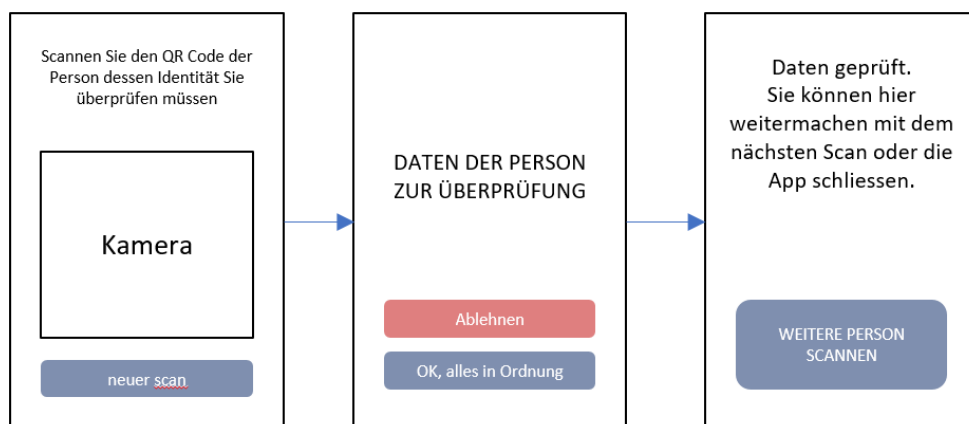 Scannen Sie den QR Code der
Person dessen Identität Sie
überprüfen müssen
Kamera
neuer scan
DATEN DER PERSON
ZUR ÜBERPRÜFUNG
Ablehnen
OK, alles in Ordnung
Daten geprüft.
Sie können hier
weitermachen mit dem
nächsten Scan oder die
App schliessen.
WEITERE PERSON
SCANNEN